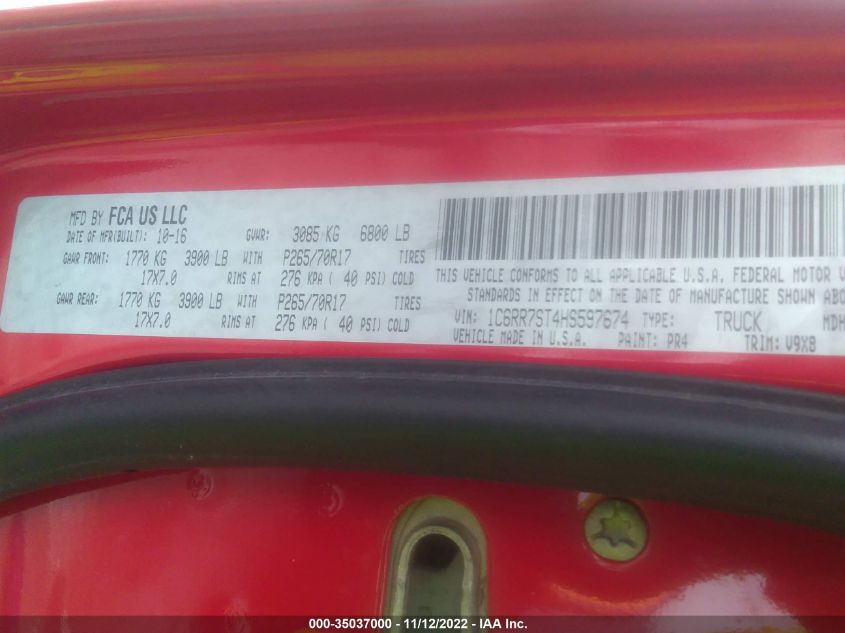 MFD BY FCA US LLC
DATE OF MFR(BUILT): 10-16 GVWR: 3085 KG 6800 LB
GAWR FRONT: 1770 KG 3900 LB WITH P265/70R17 TIRES
17X7.0 RIMS AT 276 KPA ( 40 PSI) COLD
GAWR REAR: 1770 KG 3900 LB WITH P265/70R17 TIRES
17X7.0 RIMS AT 276 KPA ( 40 PSI) COLD
THIS VEHICLE CONFORMS TO ALL APPLICABLE U.S.A. FEDERAL MOTOR V
STANDARDS IN EFFECT ON THE DATE OF MANUFACTURE SHOWN ABO
VIN: 1C6RR7ST4HS597674 TYPE: TRUCK MDH
VEHICLE MADE IN U.S.A. PAINT: PR4 TRIM: V9X8
000-35037000 - 11/12/2022 - IAA Inc.